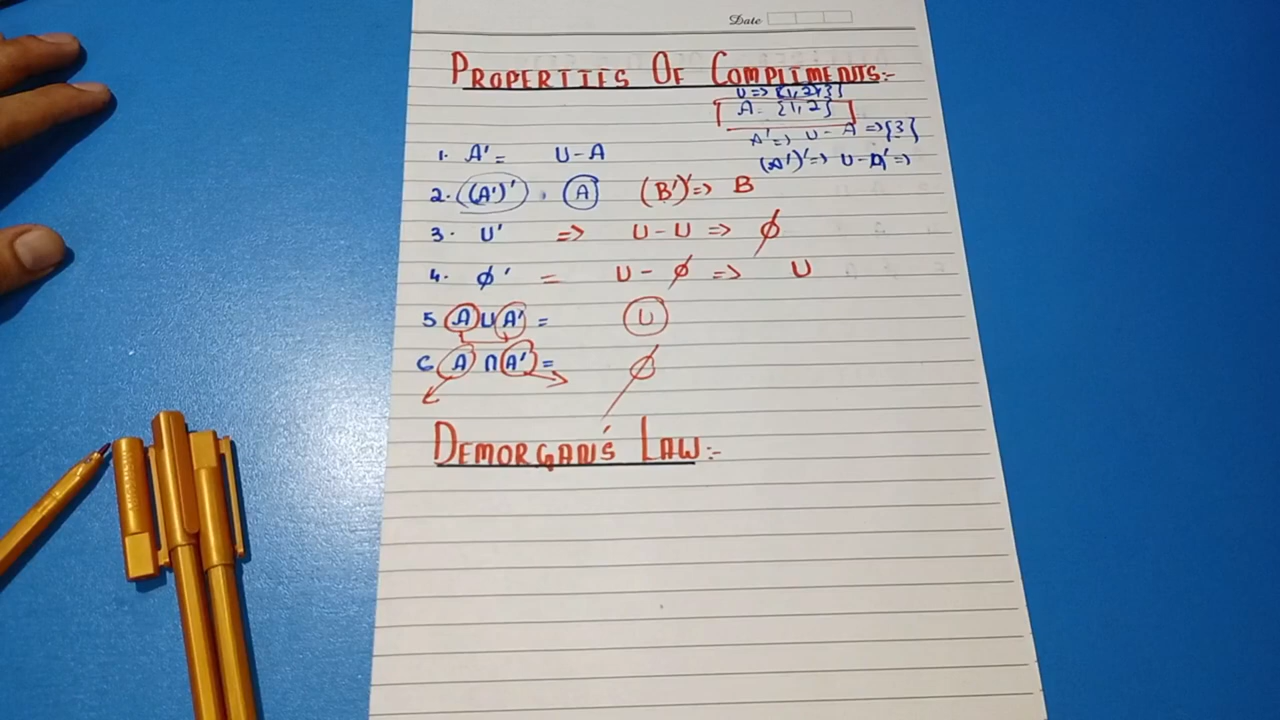 Date
PROPERTIES OF COMPLIMENTS:-
U => {1,2,3}
A = {1,2}
A' => U - A => {3}
(A')' => U - A' =>
1. A' = U - A
2. (A')' = A (B')' => B
3. U' => U - U => ϕ
4. ϕ' = U - ϕ => U
5 A U A' = U
6 A ∩ A' = ϕ
DEMORGAN'S LAW:-